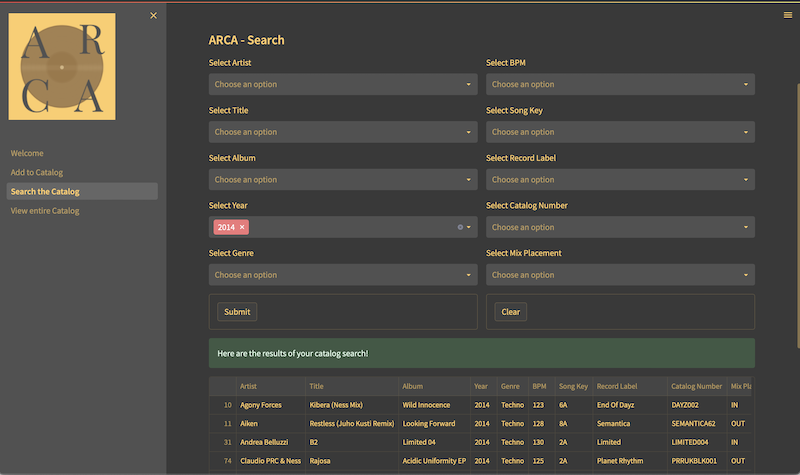 A R
C A
Welcome
Add to Catalog
Search the Catalog
View entire Catalog
ARCA - Search
Select Artist
Choose an option
Select BPM
Choose an option
Select Title
Choose an option
Select Song Key
Choose an option
Select Album
Choose an option
Select Record Label
Choose an option
Select Year
2014 ×
Select Catalog Number
Choose an option
Select Genre
Choose an option
Select Mix Placement
Choose an option
Submit
Clear
Here are the results of your catalog search!
Artist Title Album Year Genre BPM Song Key Record Label Catalog Number Mix Pla
10 Agony Forces Kibera (Ness Mix) Wild Innocence 2014 Techno 123 6A End Of Dayz DAYZ002 IN
11 Aiken Restless (Juho Kusti Remix) Looking Forward 2014 Techno 128 8A Semantica SEMANTICA62 OUT
31 Andrea Belluzzi B2 Limited 04 2014 Techno 130 2A Limited LIMITED004 IN
74 Claudio PRC & Ness Rajosa Acidic Uniformity EP 2014 Techno 125 2A Planet Rhythm PRRUKBLK001 OUT